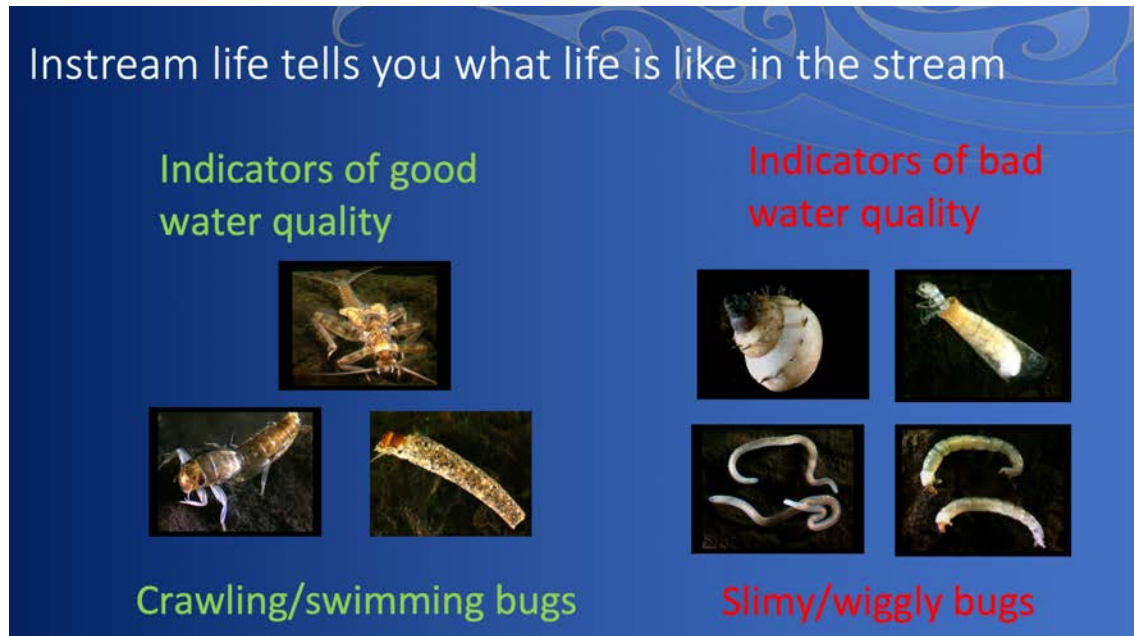 Instream life tells you what life is like in the stream
Indicators of good
water quality
Indicators of bad
water quality
Crawling/swimming bugs
Slimy/wiggly bugs